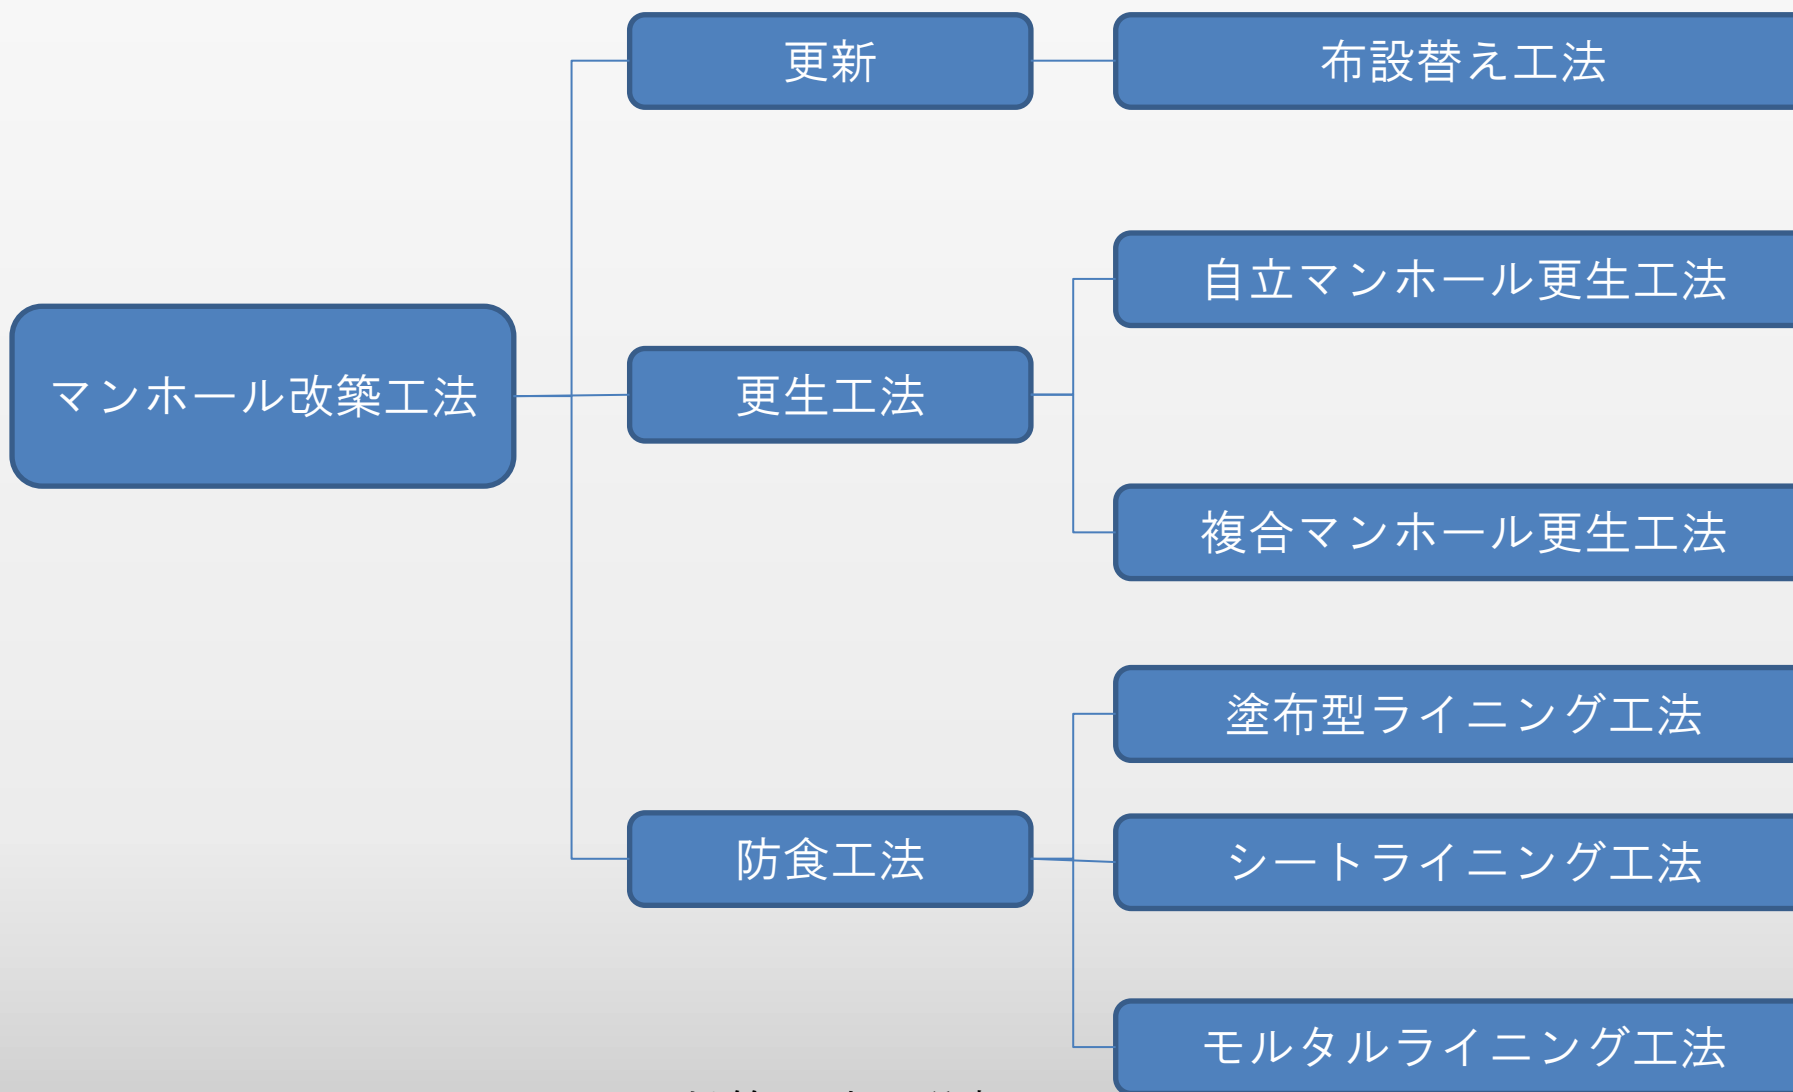 更新
布設替え工法
自立マンホール更生工法
マンホール改築工法
更生工法
複合マンホール更生工法
塗布型ライニング工法
防食工法
シートライニング工法
モルタルライニング工法